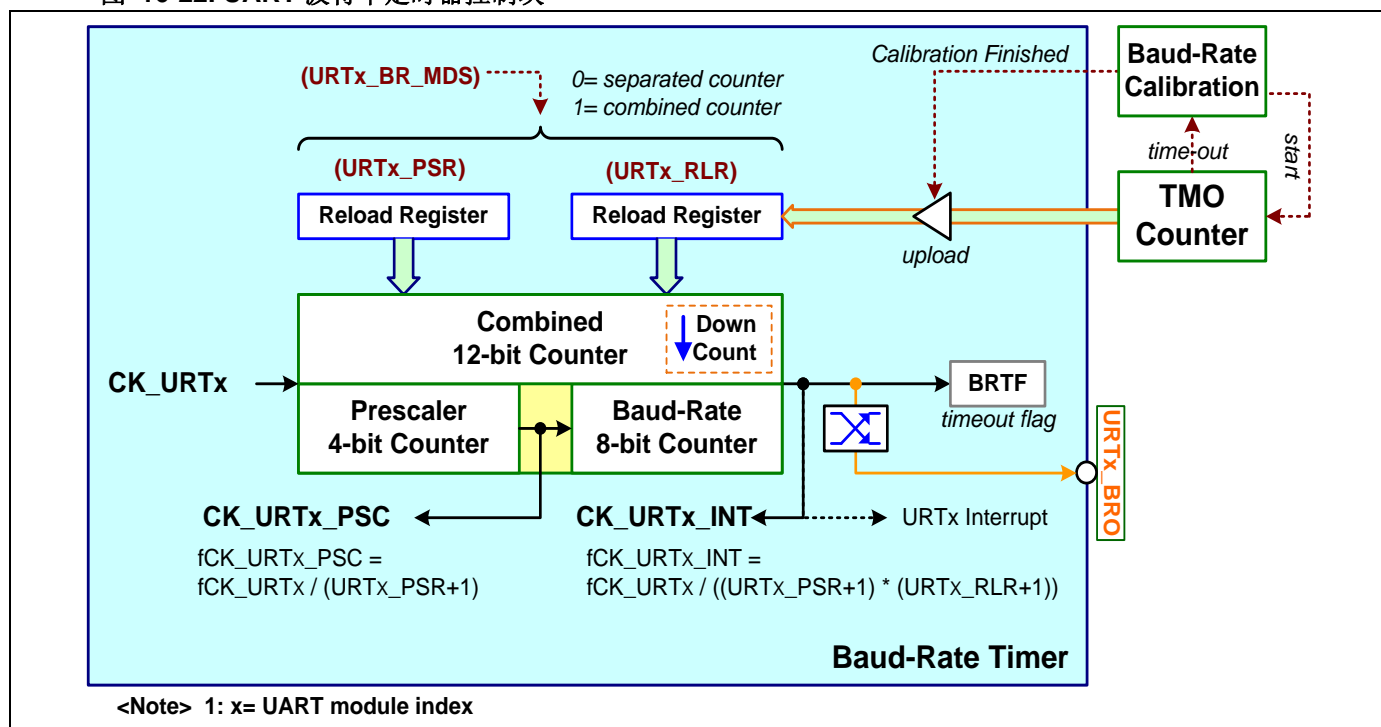 (URTx_BR_MDS)
0= separated counter
1= combined counter
Calibration Finished
Baud-Rate
Calibration
time-out
start
TMO
Counter
(URTx_PSR)
(URTx_RLR)
Reload Register
Reload Register
upload
Combined
12-bit Counter
Down
Count
CK_URTx
Prescaler
4-bit Counter
Baud-Rate
8-bit Counter
BRTF
timeout flag
URTx_BRO
CK_URTx_PSC
CK_URTx_INT
URTx Interrupt
fCK_URTx_PSC =
fCK_URTx / (URTx_PSR+1)
fCK_URTx_INT =
fCK_URTx / ((URTx_PSR+1) * (URTx_RLR+1))
Baud-Rate Timer
<Note> 1: x= UART module index